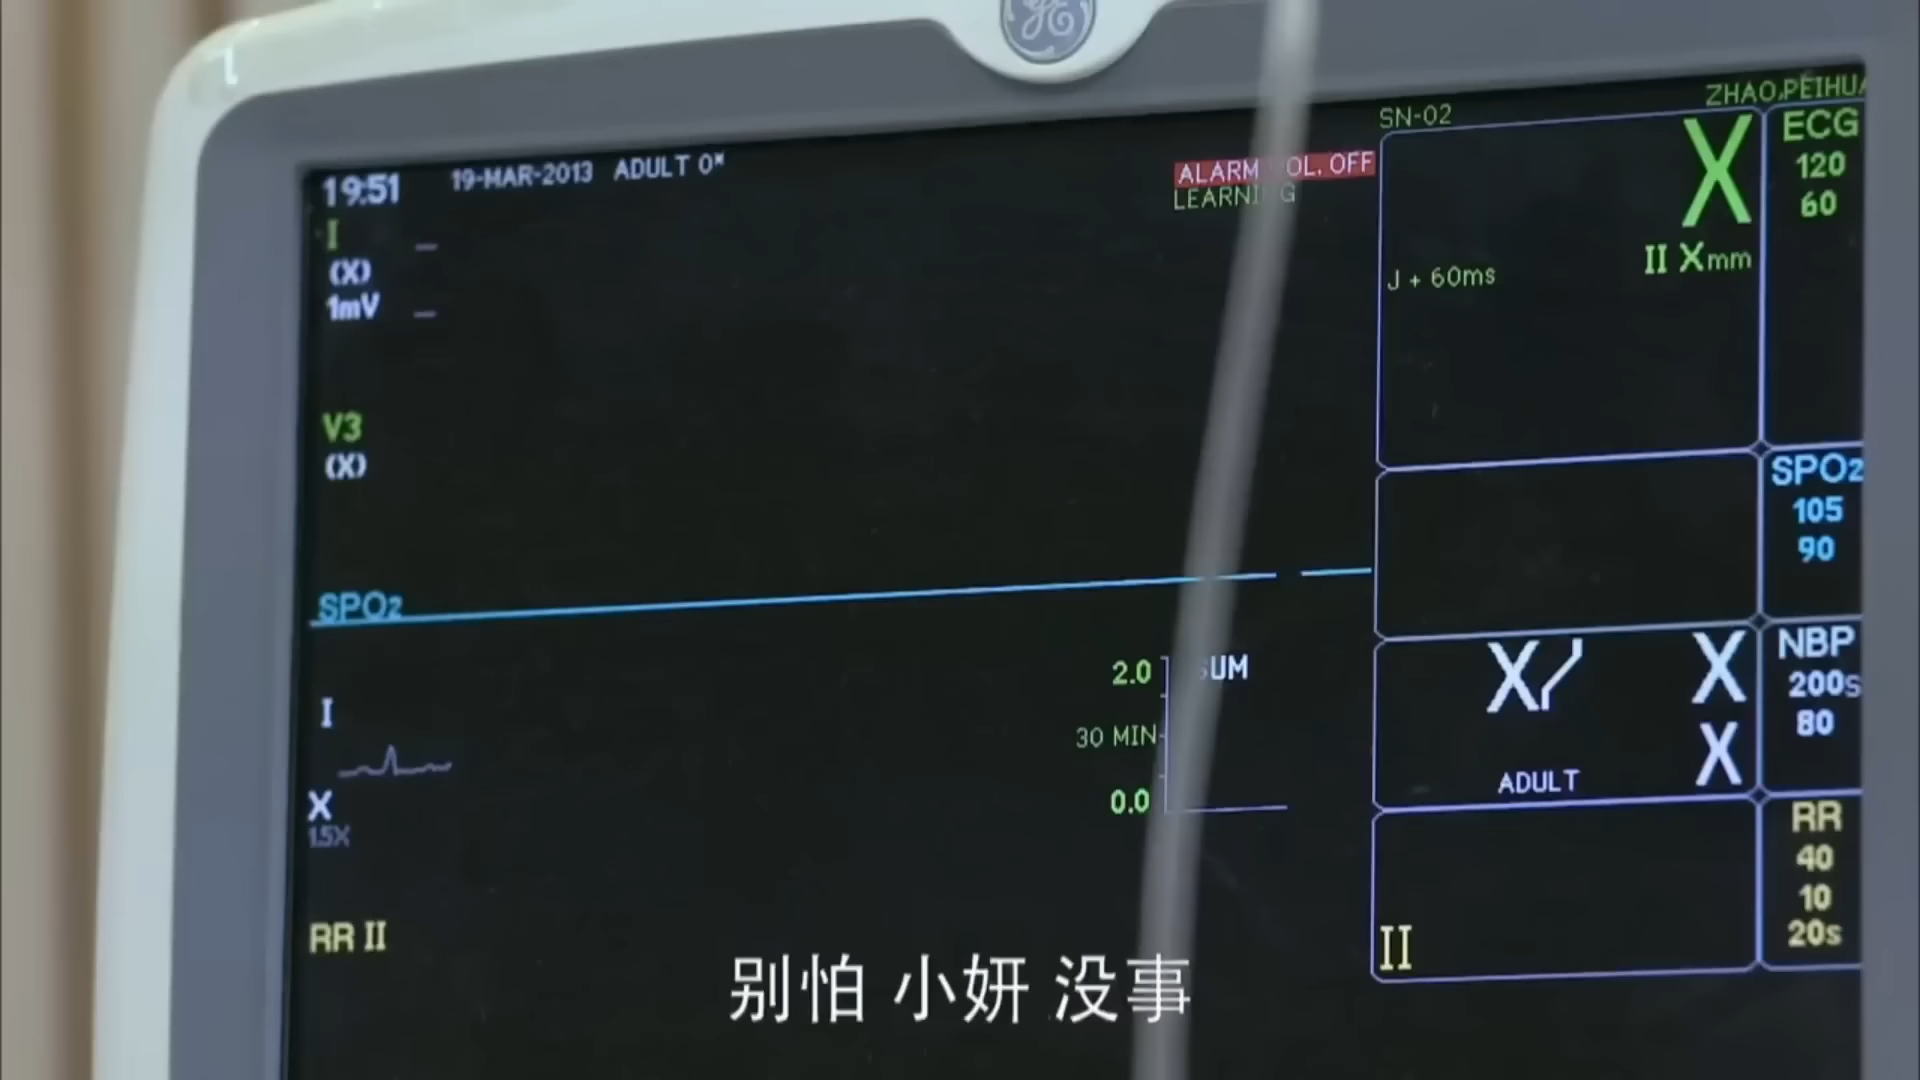 GE
SN-02
ZHAO,PEIHUA
19:51
19-MAR-2013 ADULT 0*
ALARM OL. OFF
LEARNI G
X
ECG
120
60
I
(X)
1mV
J + 60ms
II Xmm
V3
(X)
SPO2
105
90
SPO2
2.0
UM
30 MIN
0.0
X/ X
X
ADULT
NBP
200s
80
I
X
1.5X
RR II
II
RR
40
10
20s
别怕 小妍 没事